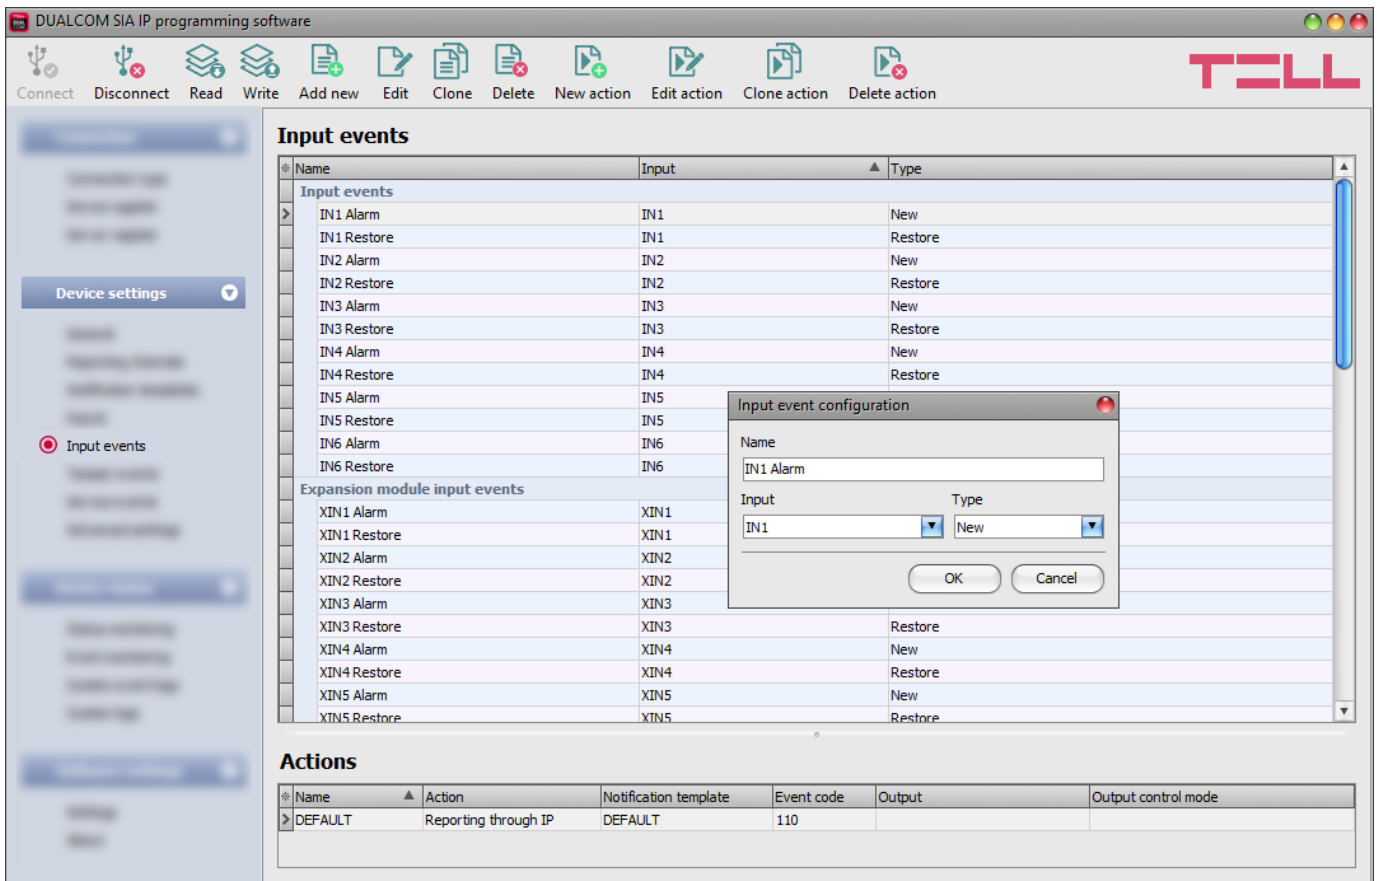 DUALCOM SIA IP programming software
Connect Disconnect Read Write Add new Edit Clone Delete New action Edit action Clone action Delete action
TELL
Device settings
Input events
Input events
Name Input Type
Input events
IN1 Alarm IN1 New
IN1 Restore IN1 Restore
IN2 Alarm IN2 New
IN2 Restore IN2 Restore
IN3 Alarm IN3 New
IN3 Restore IN3 Restore
IN4 Alarm IN4 New
IN4 Restore IN4 Restore
IN5 Alarm IN5
IN5 Restore IN5
IN6 Alarm IN6
IN6 Restore IN6
Expansion module input events
XIN1 Alarm XIN1
XIN1 Restore XIN1
XIN2 Alarm XIN2
XIN2 Restore XIN2
XIN3 Alarm XIN3
XIN3 Restore XIN3 Restore
XIN4 Alarm XIN4 New
XIN4 Restore XIN4 Restore
XIN5 Alarm XIN5 New
XIN5 Restore XIN5 Restore
Input event configuration
Name
IN1 Alarm
Input Type
IN1 New
OK Cancel
Actions
Name Action Notification template Event code Output Output control mode
DEFAULT Reporting through IP DEFAULT 110